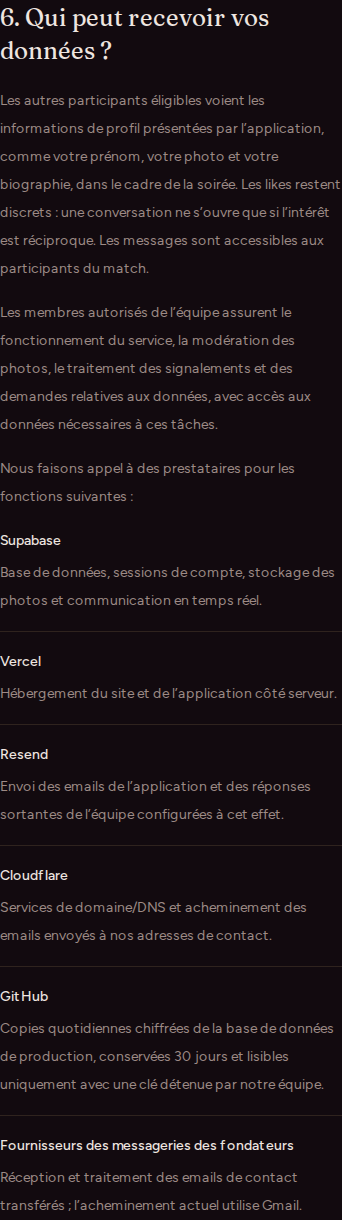 6. Qui peut recevoir vos
données ?
Les autres participants éligibles voient les
informations de profil présentées par l’application,
comme votre prénom, votre photo et votre
biographie, dans le cadre de la soirée. Les likes restent
discrets : une conversation ne s’ouvre que si l’intérêt
est réciproque. Les messages sont accessibles aux
participants du match.
Les membres autorisés de l’équipe assurent le
fonctionnement du service, la modération des
photos, le traitement des signalements et des
demandes relatives aux données, avec accès aux
données nécessaires à ces tâches.
Nous faisons appel à des prestataires pour les
fonctions suivantes :
Supabase
Base de données, sessions de compte, stockage des
photos et communication en temps réel.
Vercel
Hébergement du site et de l’application côté serveur.
Resend
Envoi des emails de l’application et des réponses
sortantes de l’équipe configurées à cet effet.
Cloudflare
Services de domaine/DNS et acheminement des
emails envoyés à nos adresses de contact.
GitHub
Copies quotidiennes chiffrées de la base de données
de production, conservées 30 jours et lisibles
uniquement avec une clé détenue par notre équipe.
Fournisseurs des messageries des fondateurs
Réception et traitement des emails de contact
transférés ; l’acheminement actuel utilise Gmail.